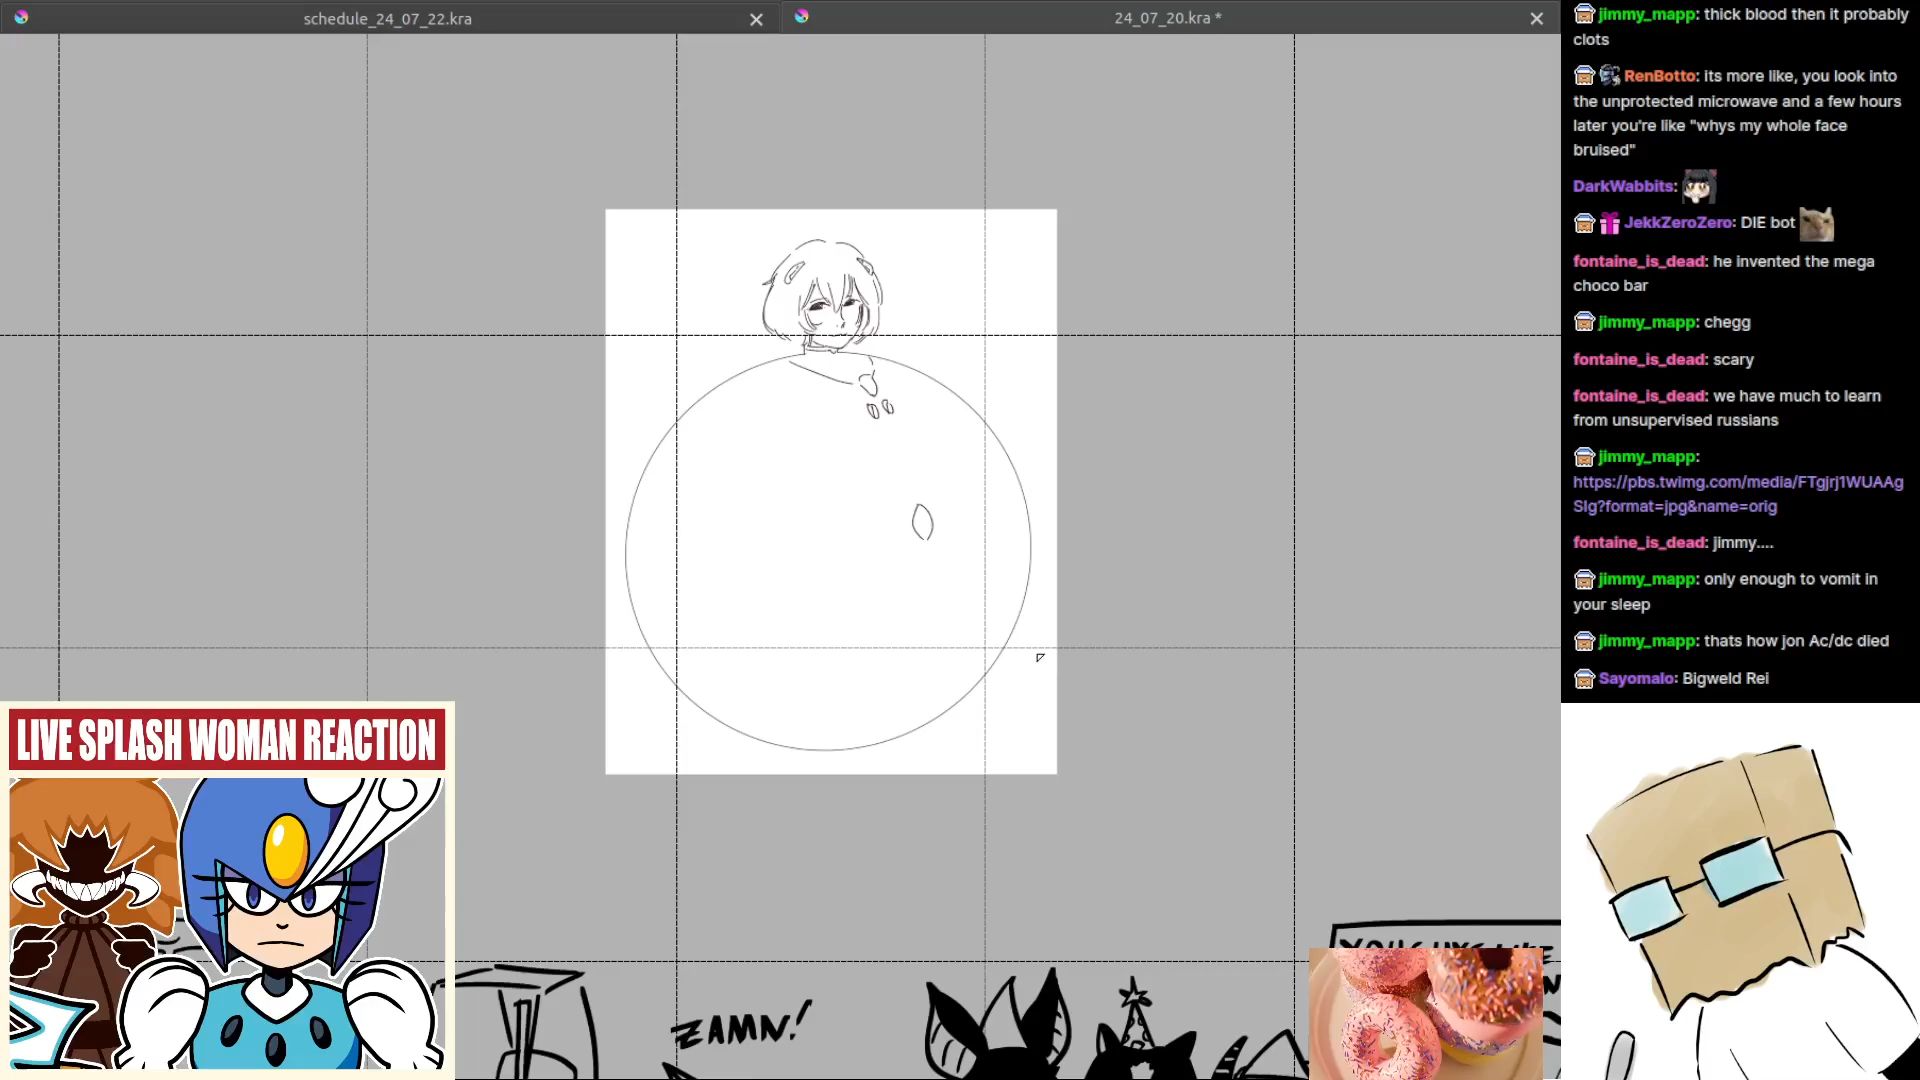 schedule_24_07_22.kra
24_07_20.kra *
jimmy_mapp: thick blood then it probably
clots
RenBotto: its more like, you look into
the unprotected microwave and a few hours
later you're like "whys my whole face
bruised"
DarkWabbits:
JekkZeroZero: DIE bot
fontaine_is_dead: he invented the mega
choco bar
jimmy_mapp: chegg
fontaine_is_dead: scary
fontaine_is_dead: we have much to learn
from unsupervised russians
jimmy_mapp:
https://pbs.twimg.com/media/FTgjrj1WUAAg
SIg?format=jpg&name=orig
fontaine_is_dead: jimmy....
jimmy_mapp: only enough to vomit in
your sleep
jimmy_mapp: thats how jon Ac/dc died
Sayomalo: Bigweld Rei
LIVE SPLASH WOMAN REACTION
ZAMN!